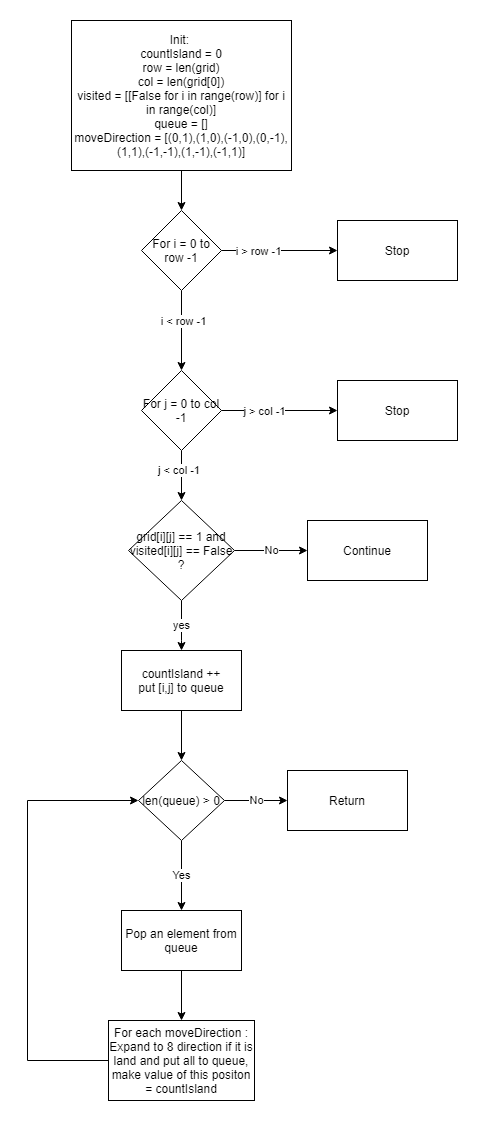 Init:
countIsland = 0
row = len(grid)
col = len(grid[0])
visited = [[False for i in range(row)] for i
in range(col)]
queue = []
moveDirection = [(0,1),(1,0),(-1,0),(0,-1),
(1,1),(-1,-1),(1,-1),(-1,1)]
For i = 0 to
row -1
i > row -1
Stop
i < row -1
For j = 0 to col
-1
j > col -1
Stop
j < col -1
grid[i][j] == 1 and
visited[i][j] == False
?
No
Continue
yes
countIsland ++
put [i,j] to queue
len(queue) > 0
No
Return
Yes
Pop an element from
queue
For each moveDirection :
Expand to 8 direction if it is
land and put all to queue,
make value of this positon
= countIsland